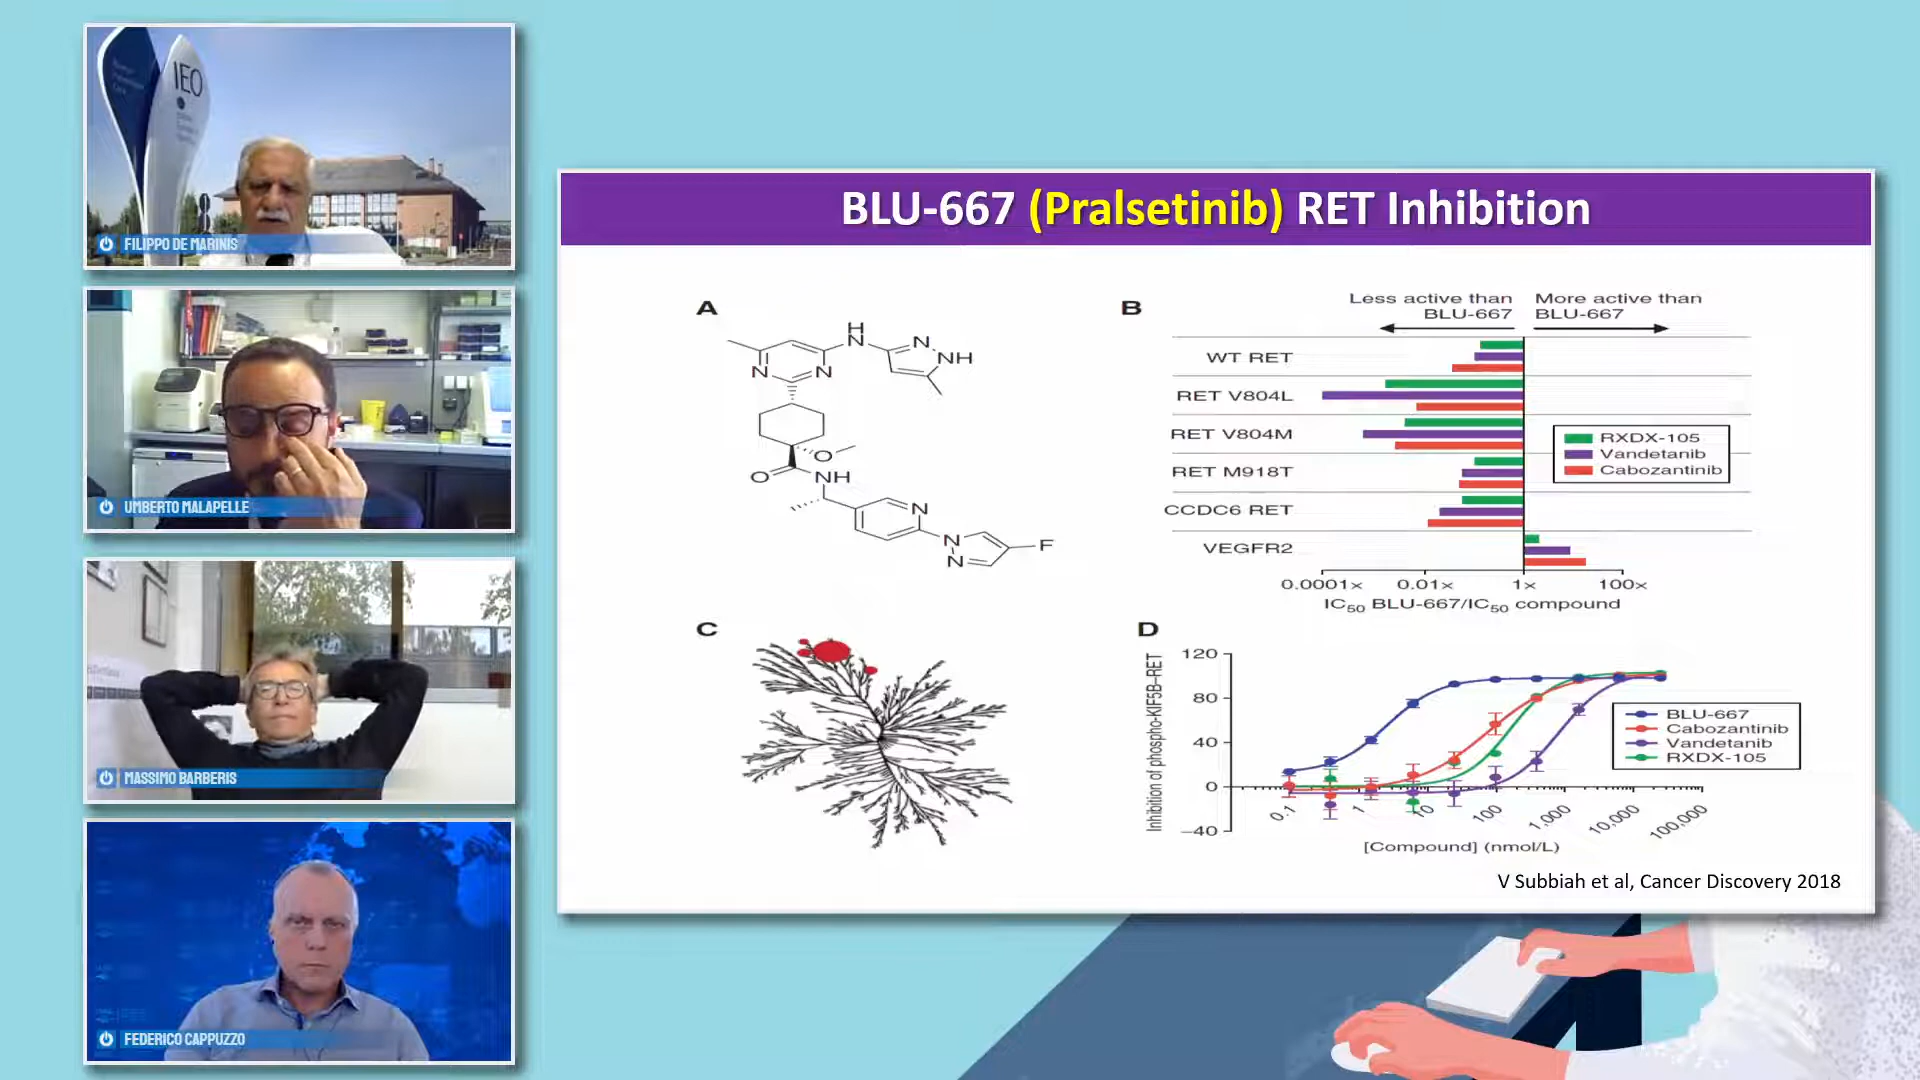 IEO
FILIPPO DE MARINIS
UMBERTO MALAPELLE
MASSIMO BARBERIS
FEDERICO CAPPUZZO
BLU-667 (Pralsetinib) RET Inhibition
A
H
N
N
N
N
NH
O
O
NH
N
N
N
F
B
Less active than
BLU-667
More active than
BLU-667
WT RET
RET V804L
RET V804M
RET M918T
CCDC6 RET
VEGFR2
RXDX-105
Vandetanib
Cabozantinib
0.0001x 0.01x 1x 100x
IC50 BLU-667/IC50 compound
C
D
Inhibition of phospho-KIF5B–RET
120
80
40
0
–40
0.1 1 10 100 1,000 10,000 100,000
[Compound] (nmol/L)
BLU-667
Cabozantinib
Vandetanib
RXDX-105
V Subbiah et al, Cancer Discovery 2018